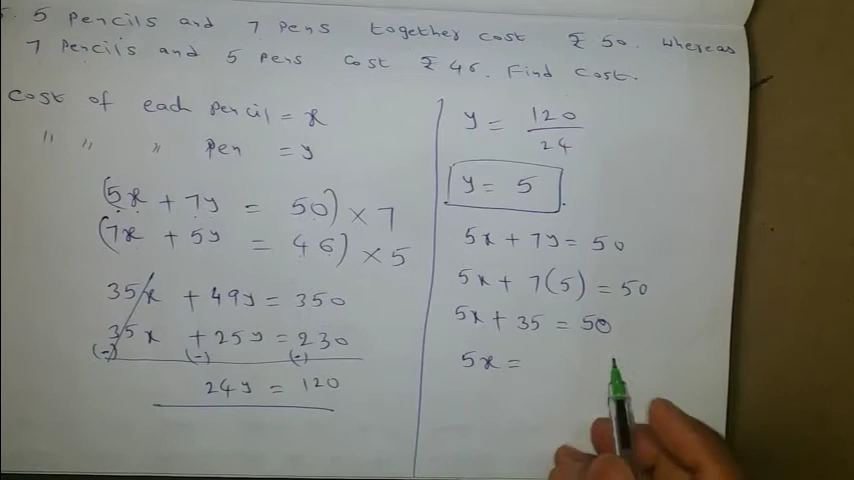 5. 5 pencils and 7 pens together cost ₹ 50. whereas
7 pencils and 5 pens cost ₹ 46. Find cost.
cost of each pencil = x
" " " pen = y
(5x + 7y = 50) × 7
(7x + 5y = 46) × 5
35x + 49y = 350
35x + 25y = 230
(-) (-) (-)
24y = 120
y = 120/24
y = 5
5x + 7y = 50
5x + 7(5) = 50
5x + 35 = 50
5x =